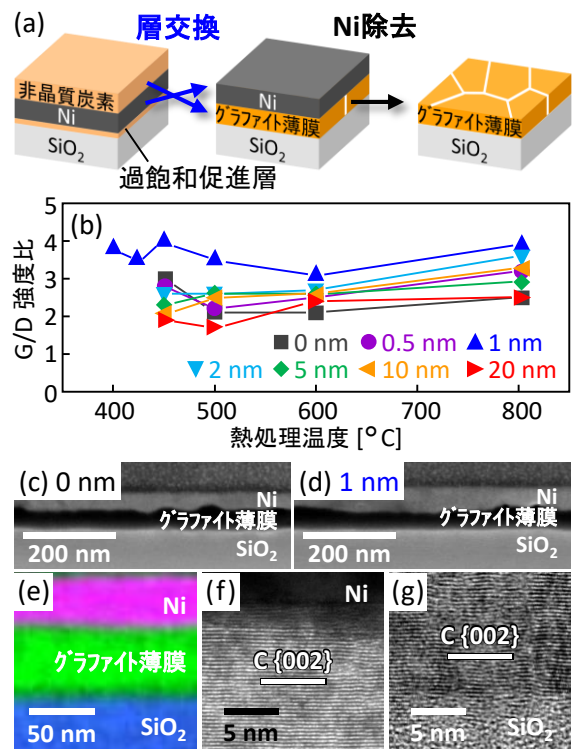 (a)
層交換
Ni除去
非晶質炭素
Ni
SiO2
過飽和促進層
Ni
グラファイト薄膜
SiO2
グラファイト薄膜
SiO2
(b)
G/D 強度比
5
4
3
2
1
0
0 nm
0.5 nm
1 nm
2 nm
5 nm
10 nm
20 nm
400
500
600
700
800
熱処理温度 [°C]
(c) 0 nm
Ni
グラファイト薄膜
SiO2
200 nm
(d) 1 nm
Ni
グラファイト薄膜
SiO2
200 nm
(e)
Ni
グラファイト薄膜
50 nm
SiO2
(f)
Ni
C {002}
5 nm
(g)
C {002}
5 nm
SiO2